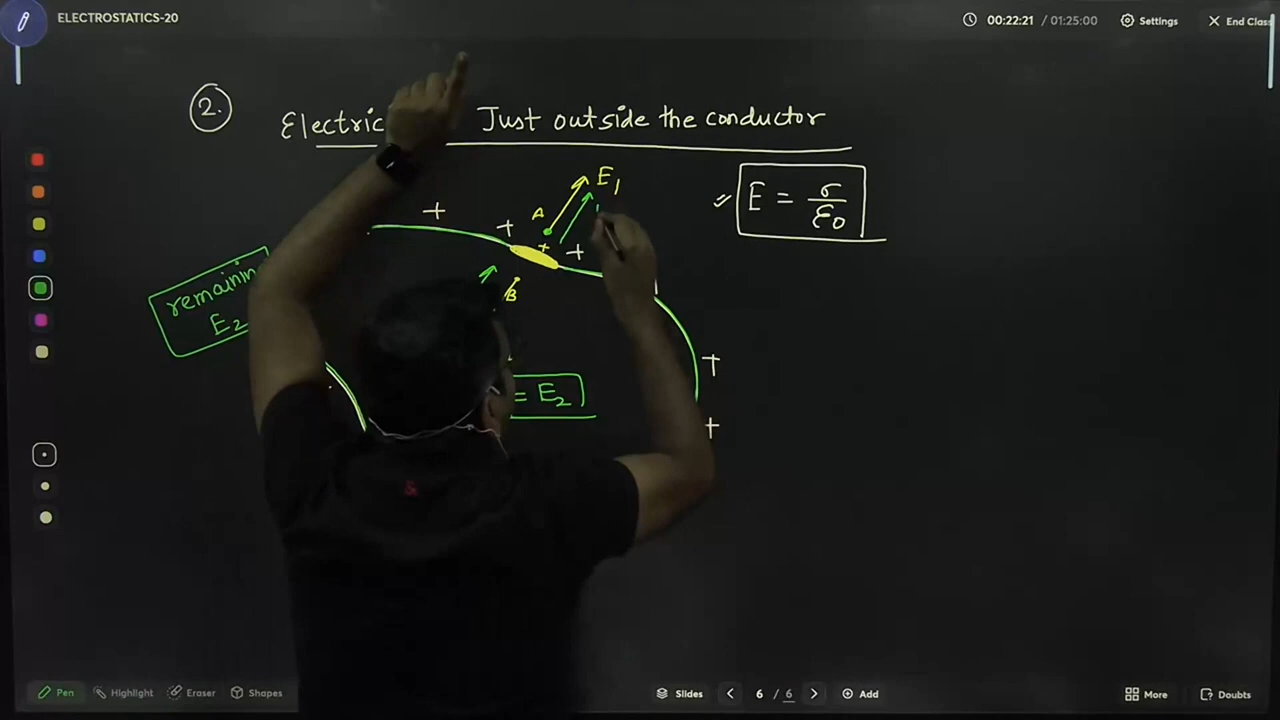 ELECTROSTATICS-20
00:22:21 / 01:25:00
Settings
End Class
2.
Electric Just outside the conductor
E1
A
E = σ/ε0
+ + + +
remaining
E2
B
= E2
+
+
Pen
Highlight
Eraser
Shapes
Slides
6 / 6
Add
More
Doubts